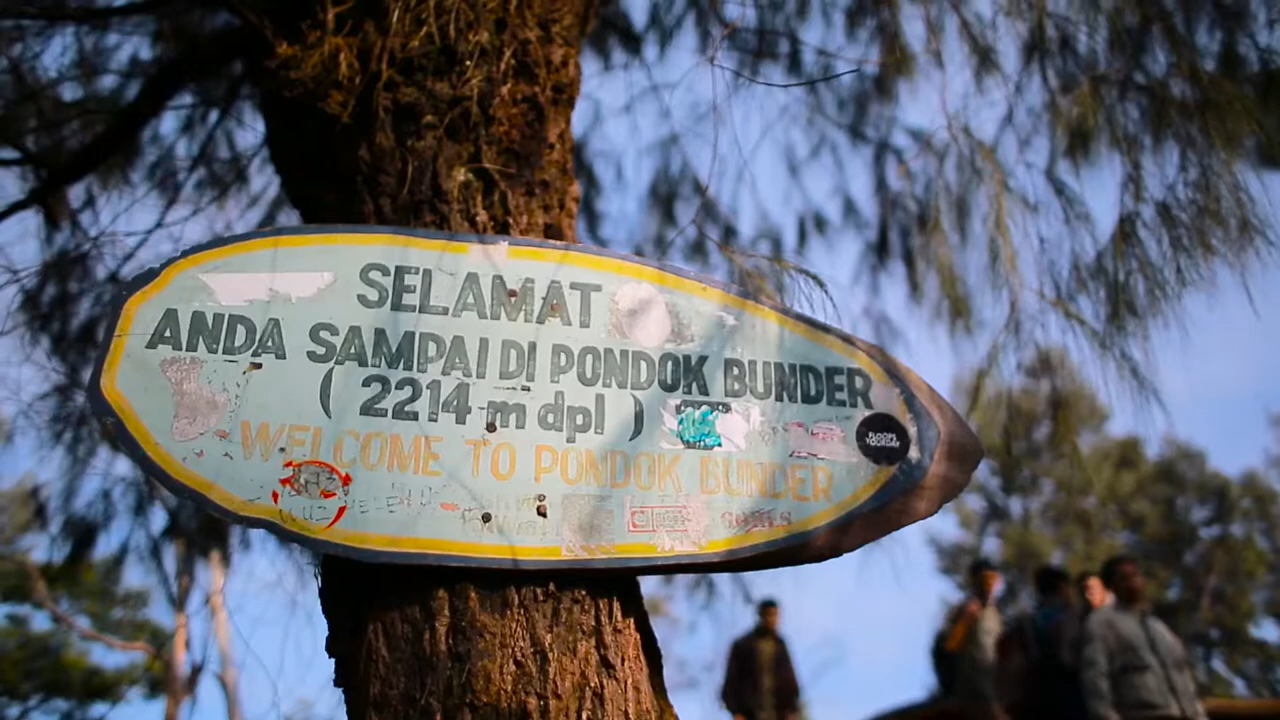 SELAMAT
ANDA SAMPAI DI PONDOK BUNDER
( 2214 m dpl )
WELCOME TO PONDOK BUNDER